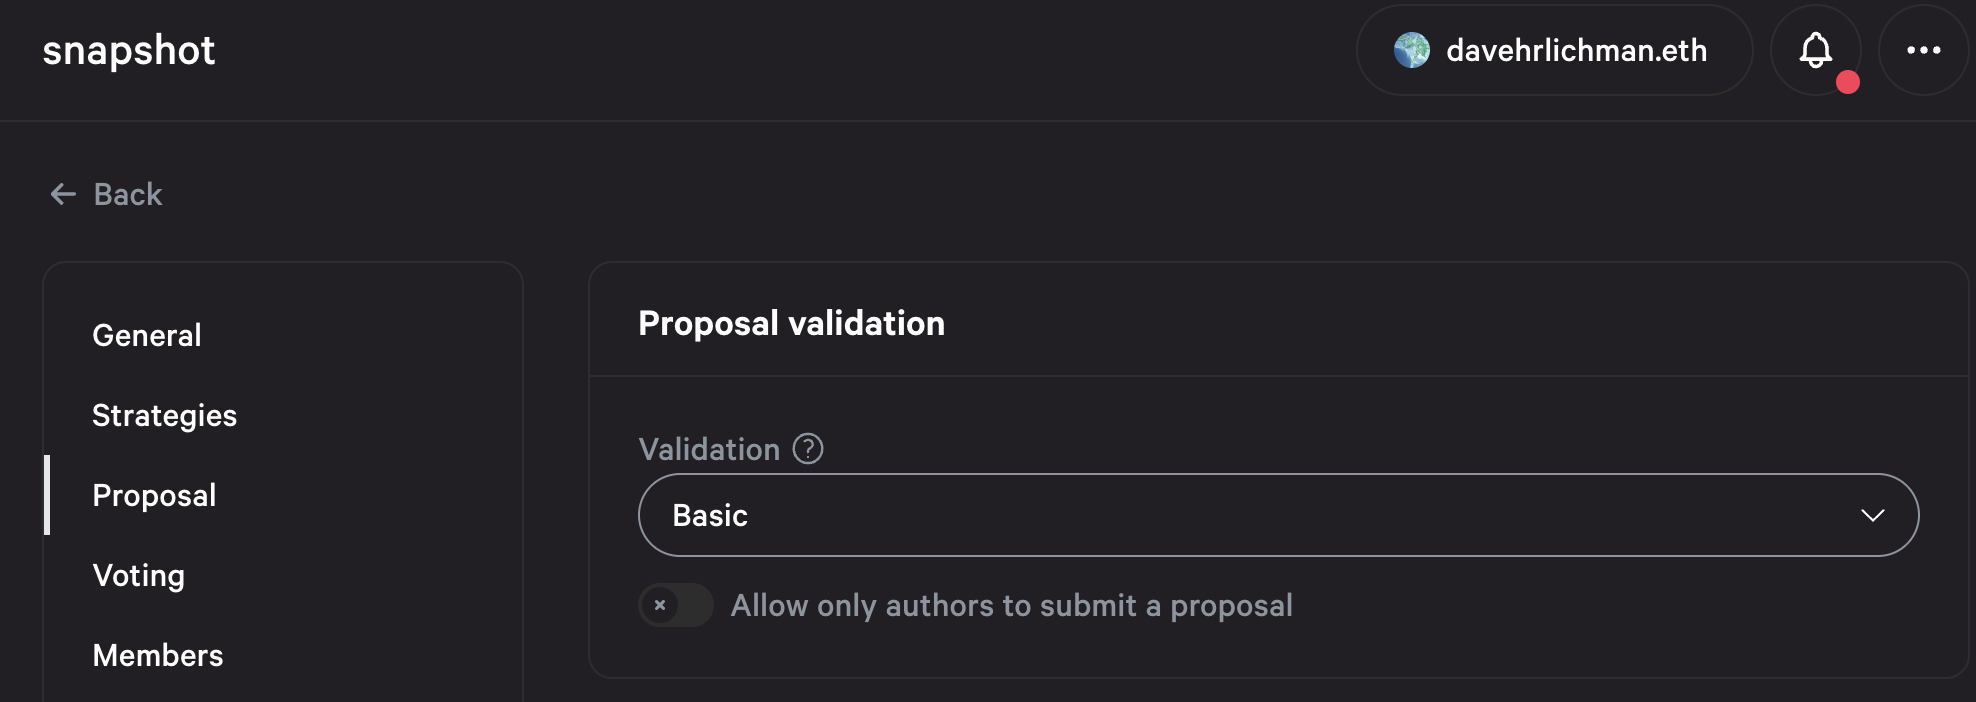 snapshot
davehrlichman.eth
Back
General
Strategies
Proposal
Voting
Members
Proposal validation
Validation ?
Basic
Allow only authors to submit a proposal